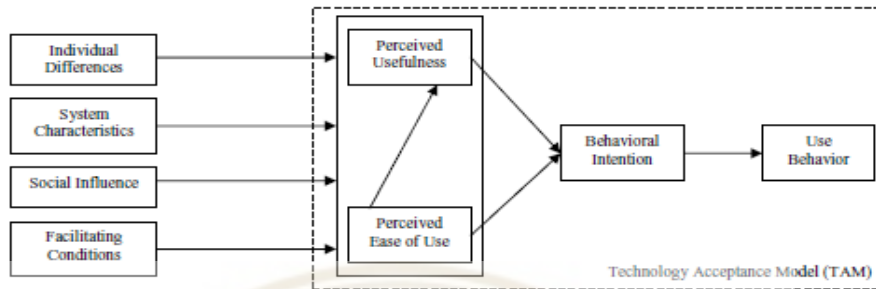 Individual
Differences
System
Characteristics
Social Influence
Facilitating
Conditions
Perceived
Usefulness
Perceived
Ease of Use
Behavioral
Intention
Use
Behavior
Technology Acceptance Model (TAM)